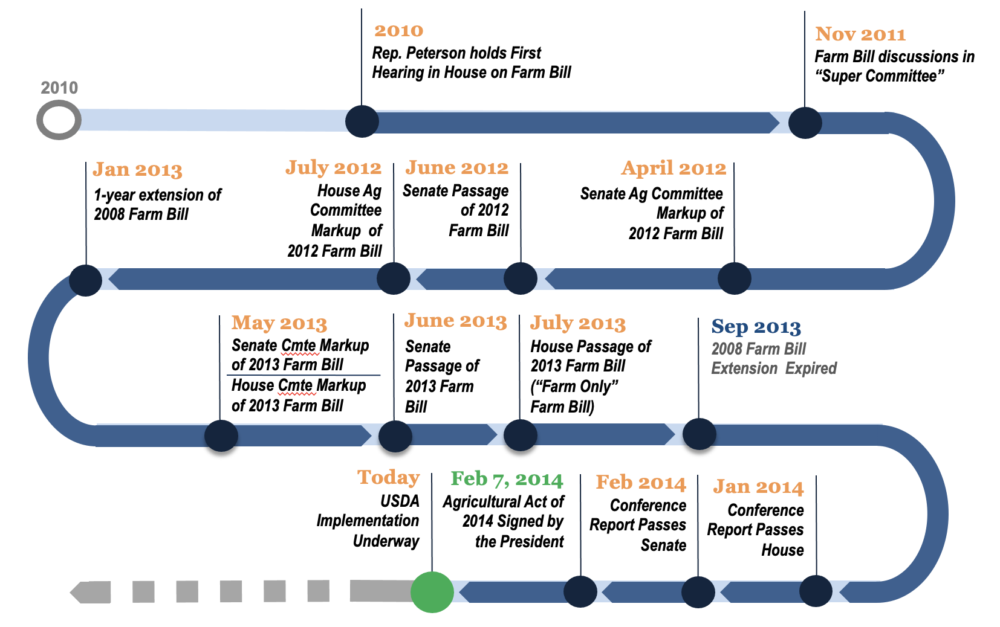 2010
2010
Rep. Peterson holds First
Hearing in House on Farm Bill
Nov 2011
Farm Bill discussions in
“Super Committee”
April 2012
Senate Ag Committee
Markup of
2012 Farm Bill
June 2012
Senate Passage
of 2012
Farm Bill
July 2012
House Ag
Committee
Markup of
2012 Farm Bill
Jan 2013
1-year extension of
2008 Farm Bill
May 2013
Senate Cmte Markup
of 2013 Farm Bill
House Cmte Markup
of 2013 Farm Bill
June 2013
Senate
Passage of
2013 Farm
Bill
July 2013
House Passage of
2013 Farm Bill
(“Farm Only”
Farm Bill)
Sep 2013
2008 Farm Bill
Extension Expired
Jan 2014
Conference
Report Passes
House
Feb 2014
Conference
Report Passes
Senate
Feb 7, 2014
Agricultural Act of
2014 Signed by
the President
Today
USDA
Implementation
Underway